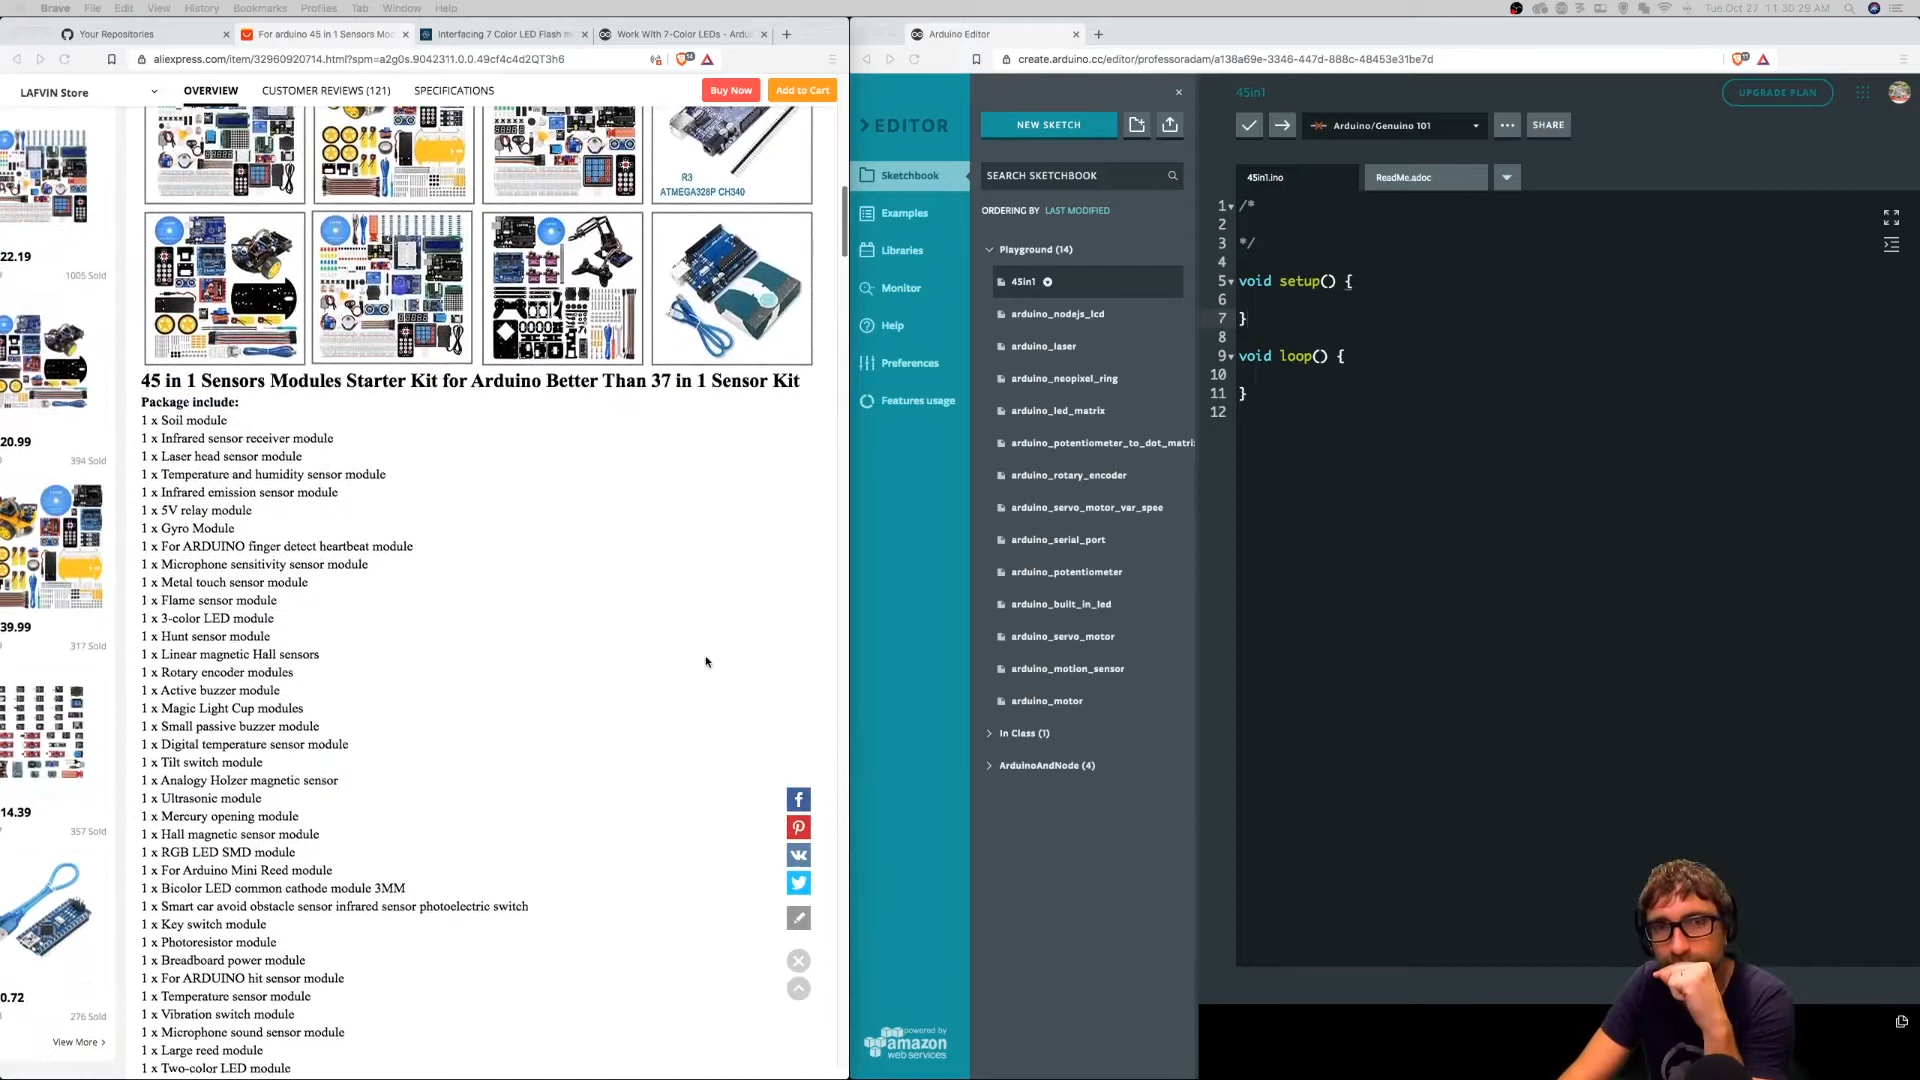 Brave File Edit View History Bookmarks Profiles Tab Window Help
Tue Oct 27 11:30:29 AM
Your Repositories
For arduino 45 in 1 Sensors Mod
Interfacing 7 Color LED Flash m
Work With 7-Color LEDs - Ardui
aliexpress.com/item/32960920714.html?spm=a2g0s.9042311.0.0.49cf4c4d2QT3h6
LAFVIN Store
OVERVIEW
CUSTOMER REVIEWS (121)
SPECIFICATIONS
Buy Now
Add to Cart
R3
ATMEGA328P CH340
22.19
1005 Sold
20.99
394 Sold
39.99
317 Sold
14.39
357 Sold
0.72
276 Sold
View More >
45 in 1 Sensors Modules Starter Kit for Arduino Better Than 37 in 1 Sensor Kit
Package include:
1 x Soil module
1 x Infrared sensor receiver module
1 x Laser head sensor module
1 x Temperature and humidity sensor module
1 x Infrared emission sensor module
1 x 5V relay module
1 x Gyro Module
1 x For ARDUINO finger detect heartbeat module
1 x Microphone sensitivity sensor module
1 x Metal touch sensor module
1 x Flame sensor module
1 x 3-color LED module
1 x Hunt sensor module
1 x Linear magnetic Hall sensors
1 x Rotary encoder modules
1 x Active buzzer module
1 x Magic Light Cup modules
1 x Small passive buzzer module
1 x Digital temperature sensor module
1 x Tilt switch module
1 x Analogy Holzer magnetic sensor
1 x Ultrasonic module
1 x Mercury opening module
1 x Hall magnetic sensor module
1 x RGB LED SMD module
1 x For Arduino Mini Reed module
1 x Bicolor LED common cathode module 3MM
1 x Smart car avoid obstacle sensor infrared sensor photoelectric switch
1 x Key switch module
1 x Photoresistor module
1 x Breadboard power module
1 x For ARDUINO hit sensor module
1 x Temperature sensor module
1 x Vibration switch module
1 x Microphone sound sensor module
1 x Large reed module
1 x Two-color LED module
Arduino Editor
create.arduino.cc/editor/professoradam/a138a69e-3346-447d-888c-48453e31be7d
EDITOR
Sketchbook
Examples
Libraries
Monitor
Help
Preferences
Features usage
powered by
amazon
web services
NEW SKETCH
SEARCH SKETCHBOOK
ORDERING BY LAST MODIFIED
Playground (14)
45in1
arduino_nodejs_lcd
arduino_laser
arduino_neopixel_ring
arduino_led_matrix
arduino_potentiometer_to_dot_matri
arduino_rotary_encoder
arduino_servo_motor_var_spee
arduino_serial_port
arduino_potentiometer
arduino_built_in_led
arduino_servo_motor
arduino_motion_sensor
arduino_motor
In Class (1)
ArduinoAndNode (4)
45in1
UPGRADE PLAN
Arduino/Genuino 101
SHARE
45in1.ino
ReadMe.adoc
1 /*
2
3 */
4
5 void setup() {
6
7 }
8
9 void loop() {
10
11 }
12